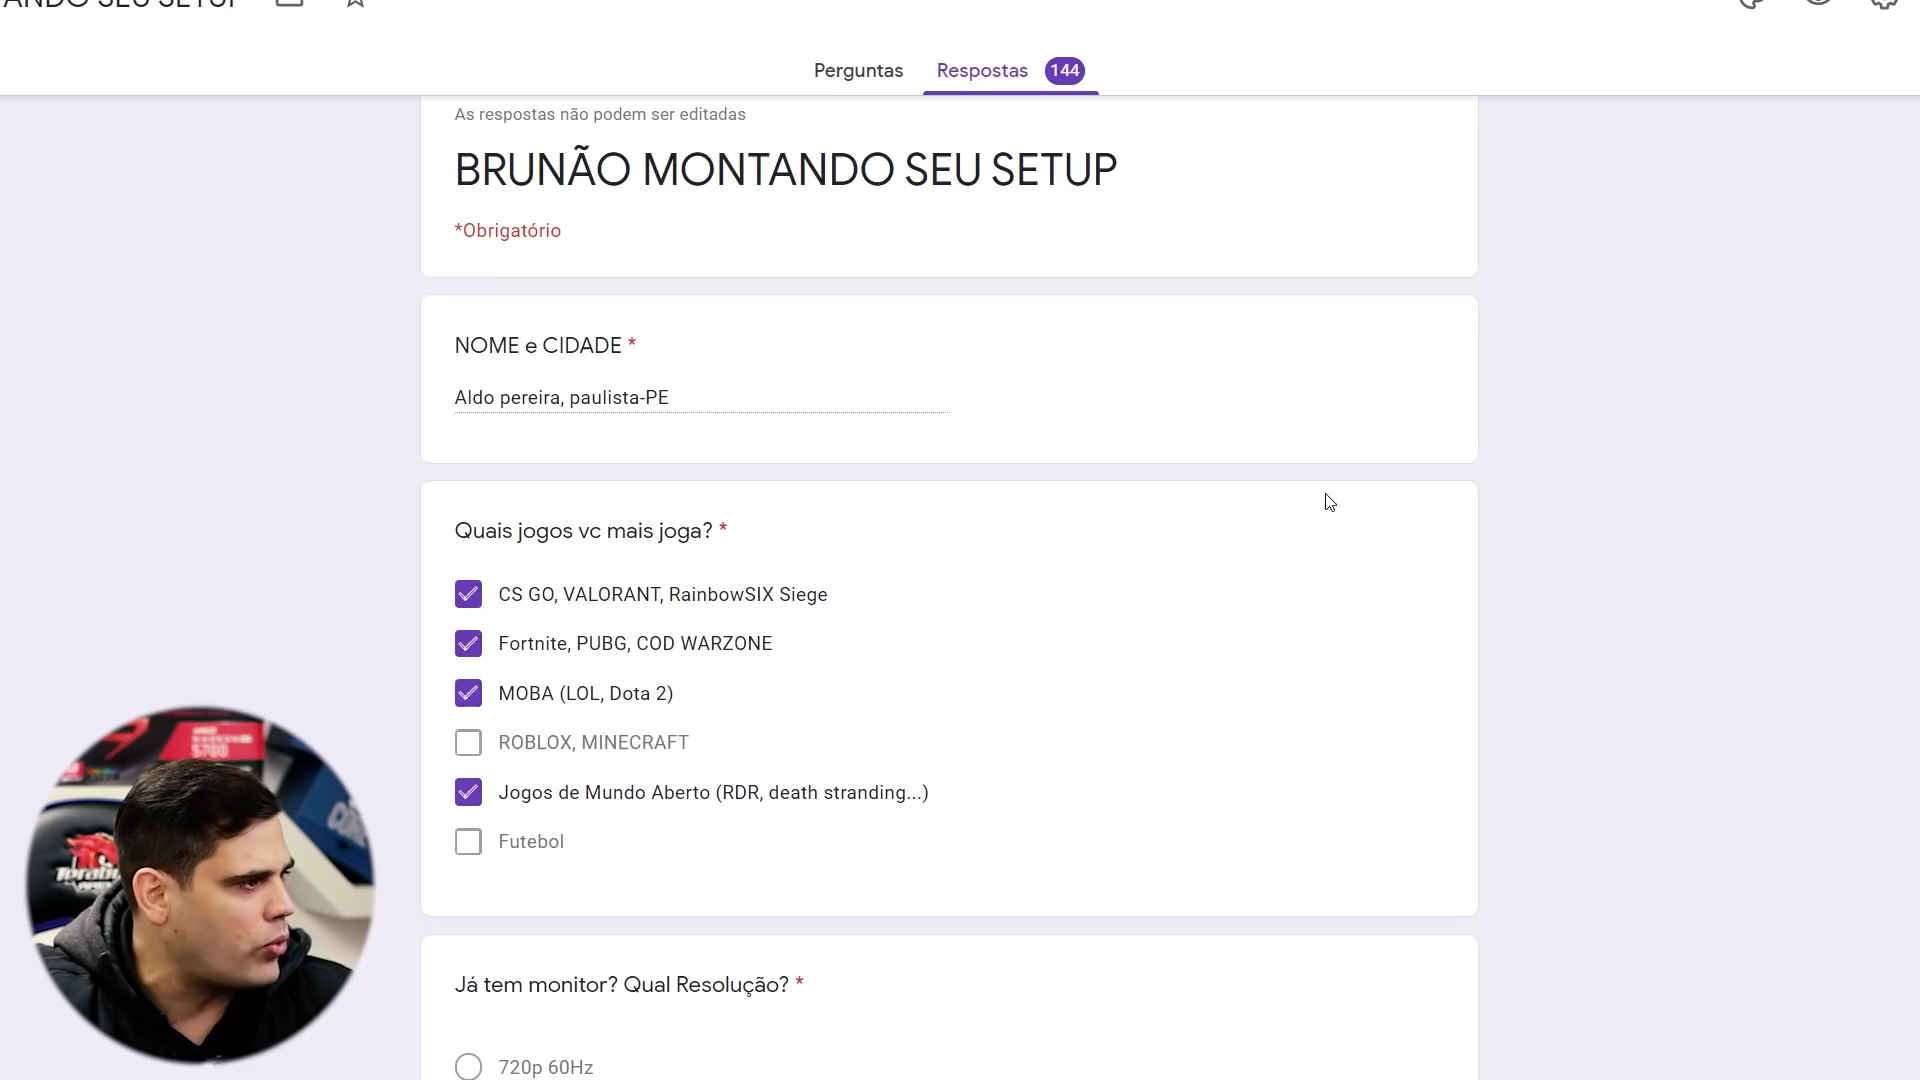 Perguntas
Respostas
144
As respostas não podem ser editadas
BRUNÃO MONTANDO SEU SETUP
*Obrigatório
NOME e CIDADE *
Aldo pereira, paulista-PE
Quais jogos vc mais joga? *
CS GO, VALORANT, RainbowSIX Siege
Fortnite, PUBG, COD WARZONE
MOBA (LOL, Dota 2)
ROBLOX, MINECRAFT
Jogos de Mundo Aberto (RDR, death stranding...)
Futebol
Já tem monitor? Qual Resolução? *
720p 60Hz